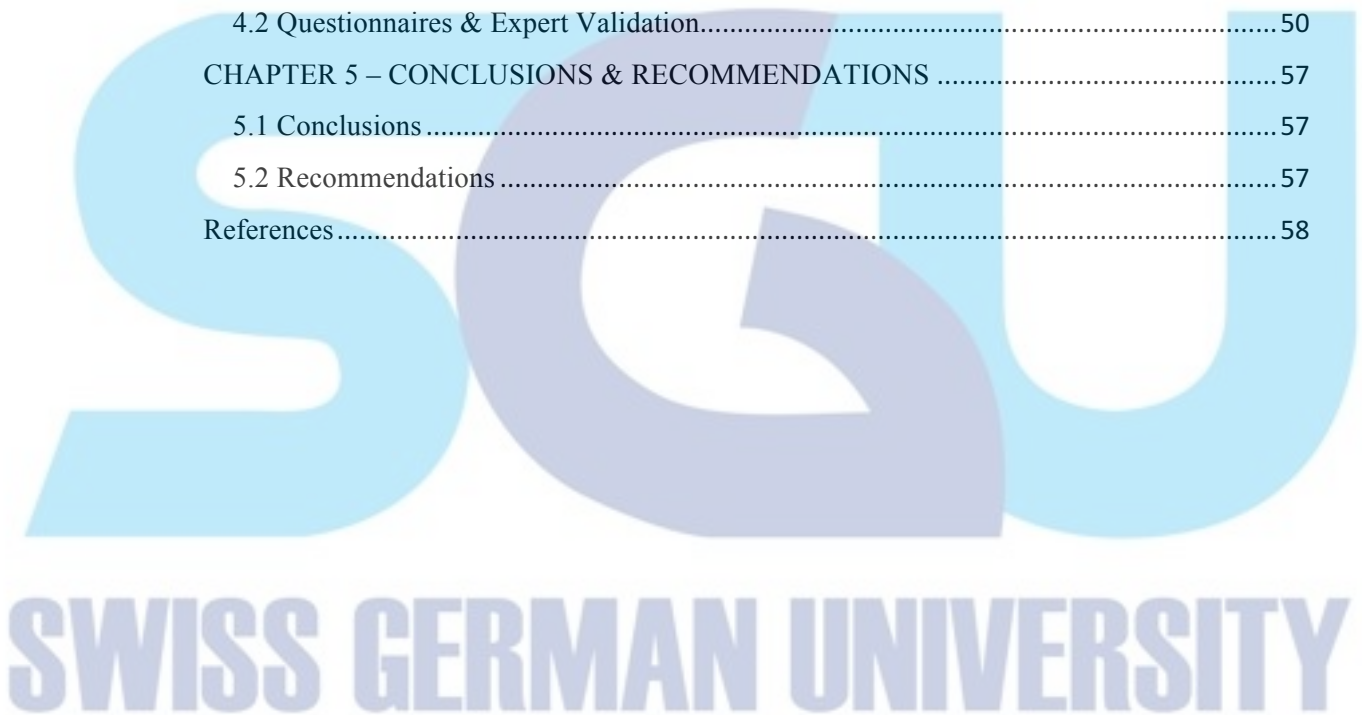 4.2 Questionnaires & Expert Validation........................................................................50
CHAPTER 5 – CONCLUSIONS & RECOMMENDATIONS ..........................................57
5.1 Conclusions ..............................................................................................................57
5.2 Recommendations ....................................................................................................57
References..........................................................................................................................58
SGU
SWISS GERMAN UNIVERSITY